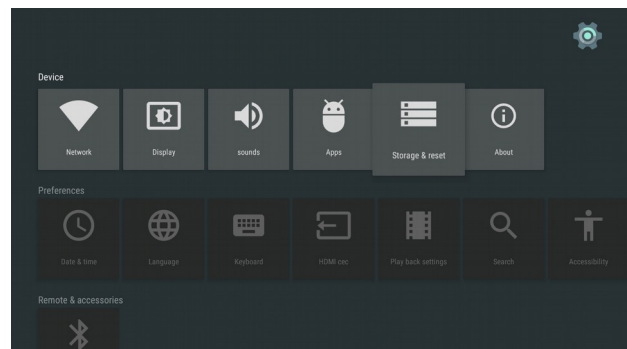 Device
Network Display sounds Apps Storage & reset About
Preferences
Date & time Language Keyboard HDMI cec Play back settings Search Accessibility
Remote & accessories